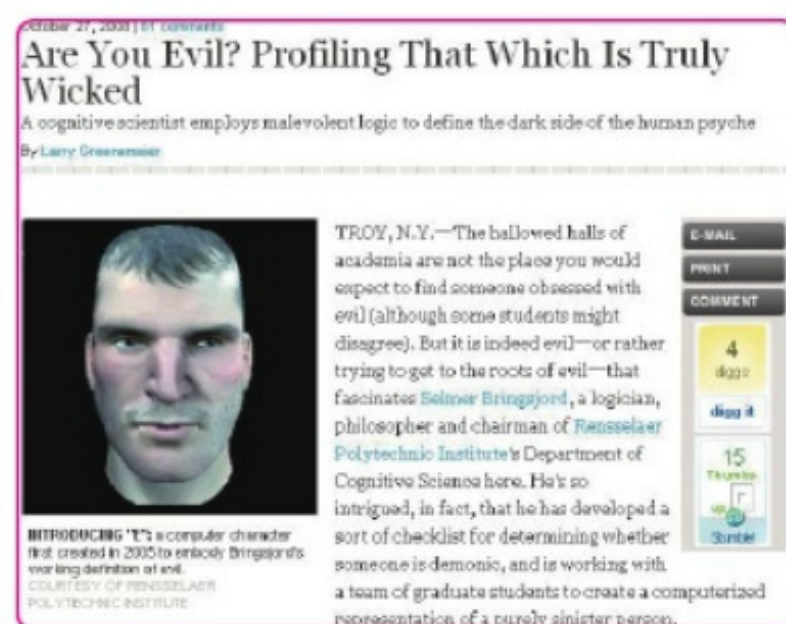 October 27, 2008 | 61 comments
Are You Evil? Profiling That Which Is Truly
Wicked
A cognitive scientist employs malevolent logic to define the dark side of the human psyche
By Larry Greenemeier
TROY, N.Y.—The hallowed halls of
academia are not the place you would
expect to find someone obsessed with
evil (although some students might
disagree). But it is indeed evil—or rather
trying to get to the roots of evil—that
fascinates Selmer Bringsjord, a logician,
philosopher and chairman of Rensselaer
Polytechnic Institute's Department of
Cognitive Science here. He's so
intrigued, in fact, that he has developed a
sort of checklist for determining whether
someone is demonic, and is working with
a team of graduate students to create a computerized
representation of a purely sinister person.
INTRODUCING "E": a computer character
first created in 2005 to embody Bringsjord's
working definition of evil.
COURTESY OF RENSSELAER
POLYTECHNIC INSTITUTE
E-MAIL
PRINT
COMMENT
4
diggs
digg it
15
Thumbs
up
r
Stumble!